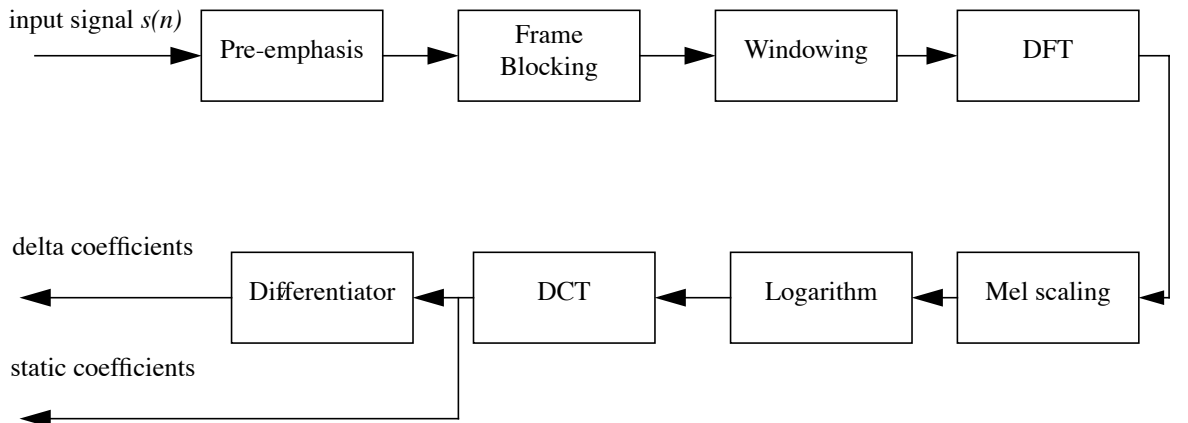 input signal s(n)
Pre-emphasis
Frame
Blocking
Windowing
DFT
delta coefficients
Differentiator
DCT
Logarithm
Mel scaling
static coefficients